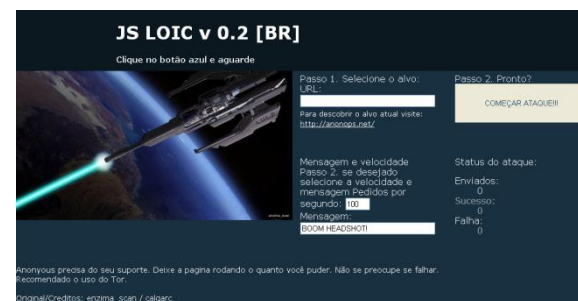 JS LOIC v 0.2 [BR]
Clique no botão azul e aguarde
Passo 1. Selecione o alvo:
URL:
Para descobrir o alvo atual visite:
http://anonops.net/
Passo 2. Pronto?
COMEÇAR ATAQUE!!!
Mensagem e velocidade
Passo 2. se desejado
selecione a velocidade e
mensagem Pedidos por
segundo: 100
Mensagem:
BOOM HEADSHOT!
Status do ataque:
Enviados:
0
Sucesso:
0
Falha:
0
Anonyous precisa do seu suporte. Deixe a pagina rodando o quanto você puder. Não se preocupe se falhar.
Recomendado o uso do Tor.
Original/Creditos: enzima_scan / calgarc